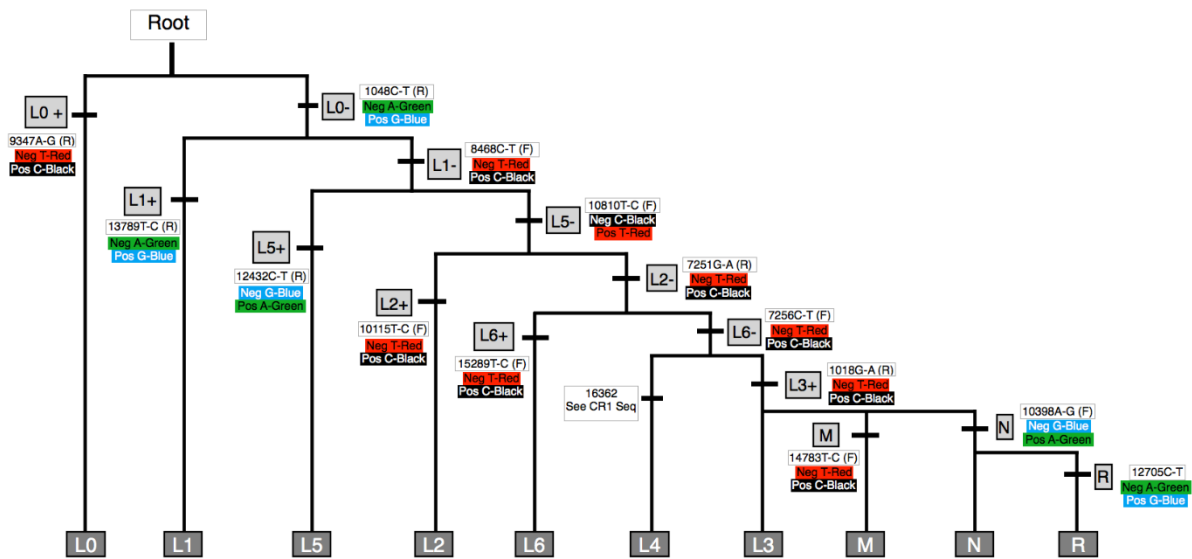 Root
L0 +
9347A-G (R)
Neg T-Red
Pos C-Black
L0-
1048C-T (R)
Neg A-Green
Pos G-Blue
L1+
13789T-C (R)
Neg A-Green
Pos G-Blue
L1-
8468C-T (F)
Neg T-Red
Pos C-Black
L5+
12432C-T (R)
Neg G-Blue
Pos A-Green
L5-
10810T-C (F)
Neg C-Black
Pos T-Red
L2+
10115T-C (F)
Neg T-Red
Pos C-Black
L2-
7251G-A (R)
Neg T-Red
Pos C-Black
L6+
15289T-C (F)
Neg T-Red
Pos C-Black
L6-
7256C-T (F)
Neg T-Red
Pos C-Black
16362
See CR1 Seq
L3+
1018G-A (R)
Neg T-Red
Pos C-Black
M
14783T-C (F)
Neg T-Red
Pos C-Black
N
10398A-G (F)
Neg G-Blue
Pos A-Green
R
12705C-T
Neg A-Green
Pos G-Blue
L0
L1
L5
L2
L6
L4
L3
M
N
R